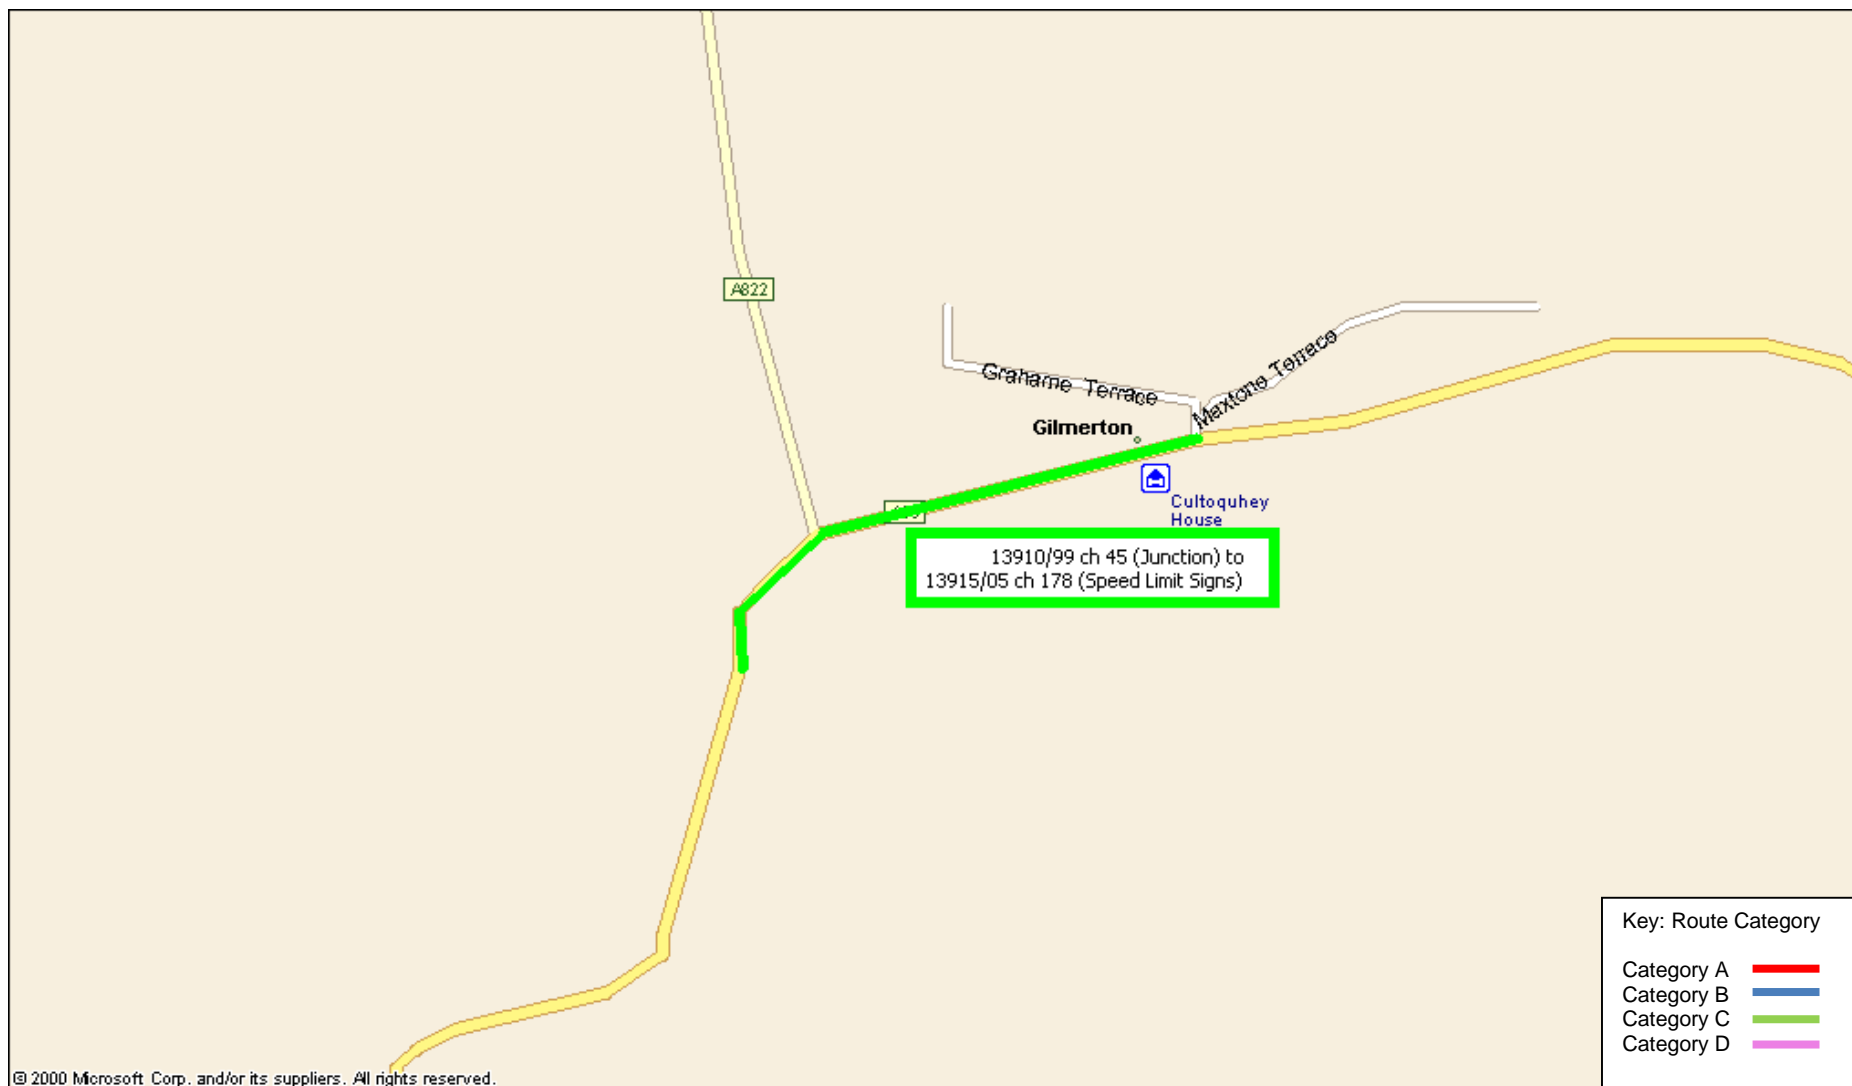 A822
Grahame Terrace
Maxtone Terrace
Gilmerton
Cultoquhey
House
13910/99 ch 45 (Junction) to
13915/05 ch 178 (Speed Limit Signs)
Key: Route Category
Category A
Category B
Category C
Category D
© 2000 Microsoft Corp. and/or its suppliers. All rights reserved.